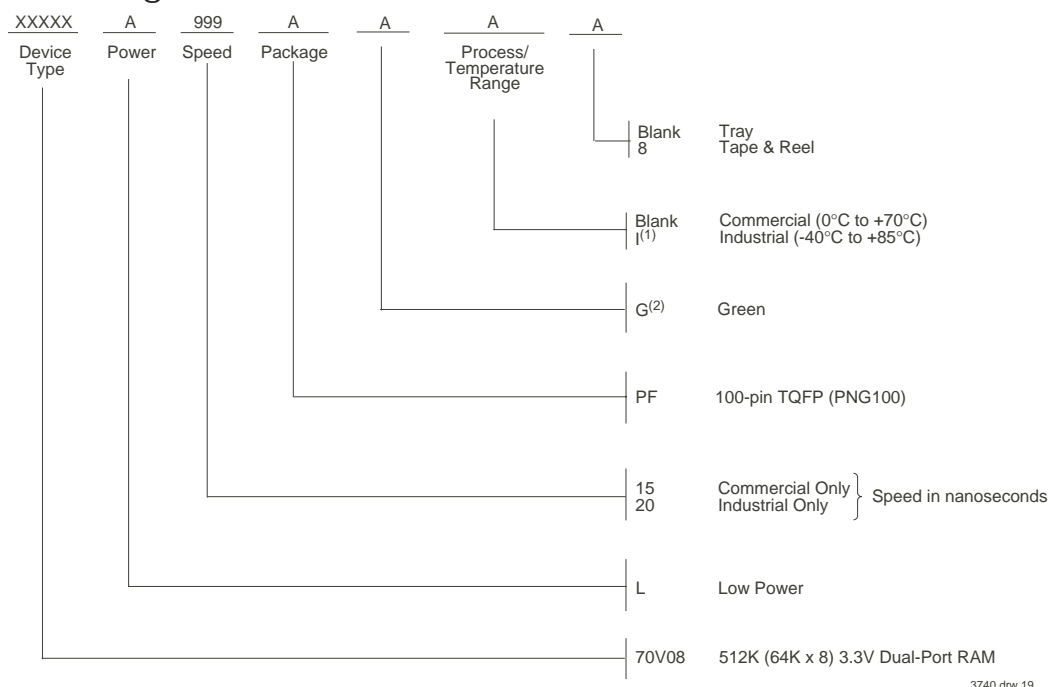 XXXXX A 999 A A A A
Device Type Power Speed Package Process/ Temperature Range
Blank Tray
8 Tape & Reel
Blank Commercial (0°C to +70°C)
I(1) Industrial (-40°C to +85°C)
G(2) Green
PF 100-pin TQFP (PNG100)
15 Commercial Only
20 Industrial Only
Speed in nanoseconds
L Low Power
70V08 512K (64K x 8) 3.3V Dual-Port RAM
3740 drw 19